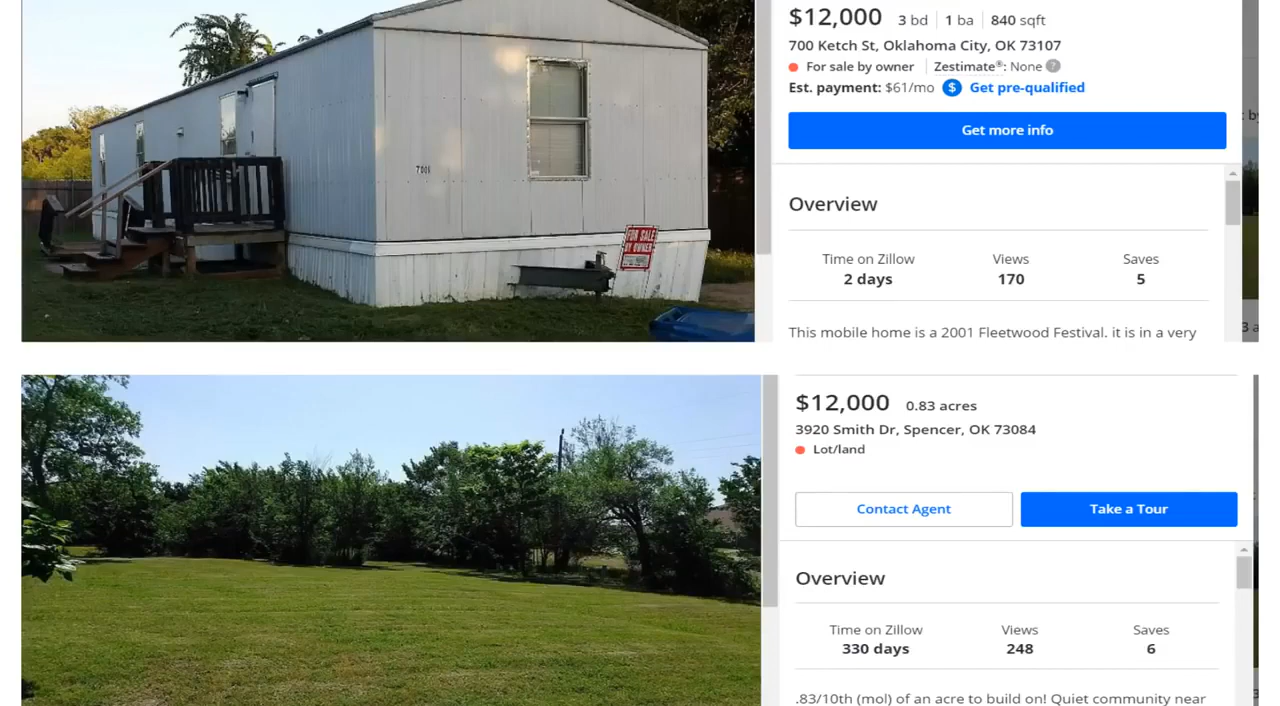 $12,000 3 bd 1 ba 840 sqft
700 Ketch St, Oklahoma City, OK 73107
For sale by owner Zestimate®: None ?
Est. payment: $61/mo $ Get pre-qualified
Get more info
Overview
Time on Zillow Views Saves
2 days 170 5
This mobile home is a 2001 Fleetwood Festival. it is in a very
FOR SALE
BY OWNER
$12,000 0.83 acres
3920 Smith Dr, Spencer, OK 73084
Lot/land
Contact Agent Take a Tour
Overview
Time on Zillow Views Saves
330 days 248 6
.83/10th (mol) of an acre to build on! Quiet community near